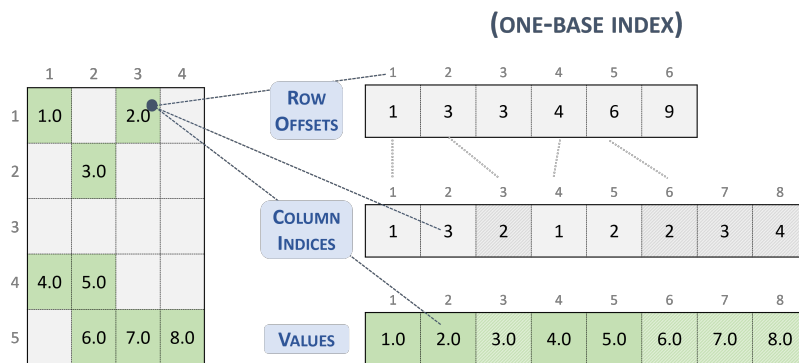 (ONE-BASE INDEX)
1 2 3 4
1 1.0 2.0
2 3.0
3
4 4.0 5.0
5 6.0 7.0 8.0
1 2 3 4 5 6
ROW
OFFSETS
1 3 3 4 6 9
1 2 3 4 5 6 7 8
COLUMN
INDICES
1 3 2 1 2 2 3 4
1 2 3 4 5 6 7 8
VALUES
1.0 2.0 3.0 4.0 5.0 6.0 7.0 8.0